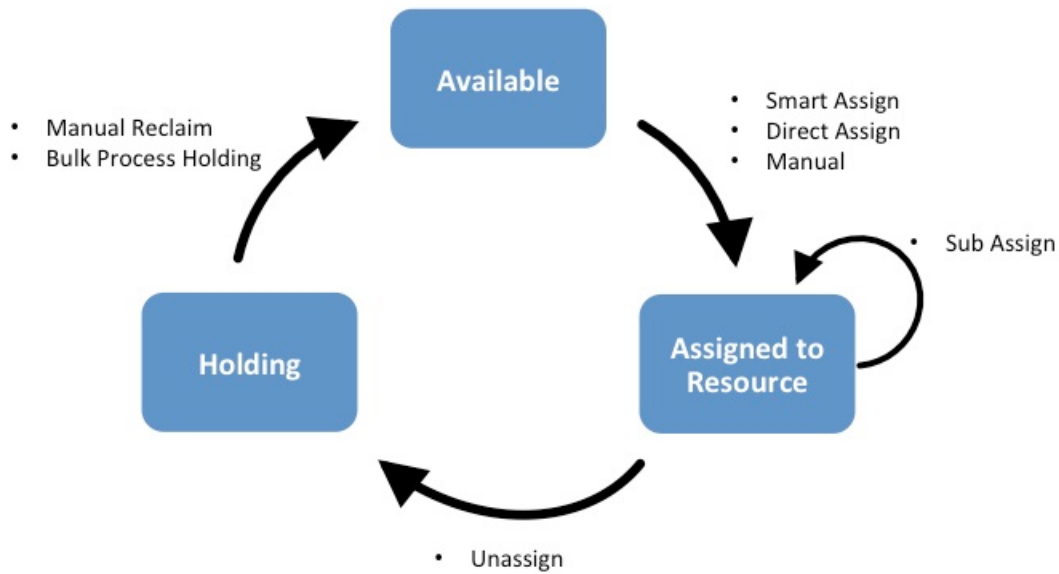 Available
• Manual Reclaim
• Bulk Process Holding
• Smart Assign
• Direct Assign
• Manual
• Sub Assign
Holding
Assigned to
Resource
• Unassign